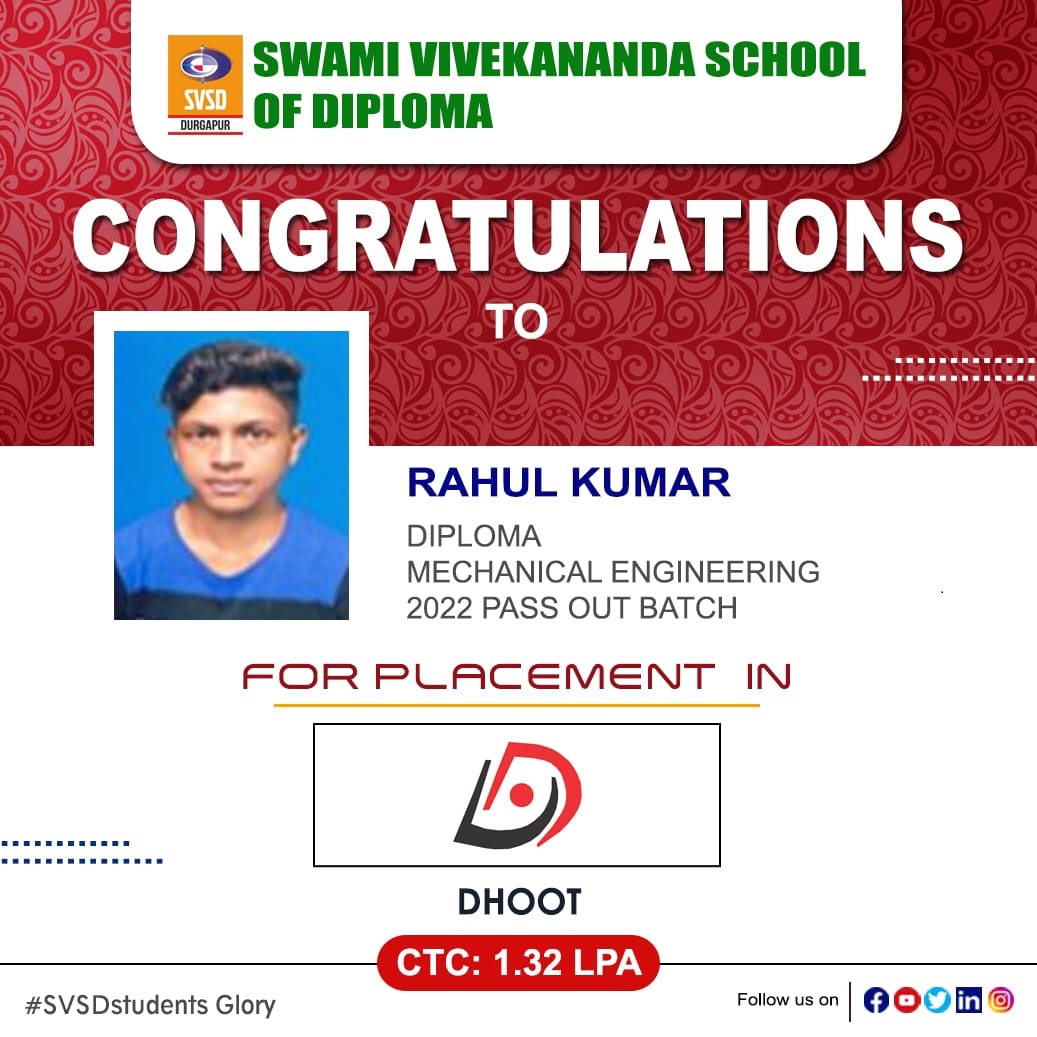 SVSD
DURGAPUR
SWAMI VIVEKANANDA SCHOOL
OF DIPLOMA
CONGRATULATIONS
TO
RAHUL KUMAR
DIPLOMA
MECHANICAL ENGINEERING
2022 PASS OUT BATCH
FOR PLACEMENT IN
DHOOT
CTC: 1.32 LPA
#SVSDstudents Glory
Follow us on